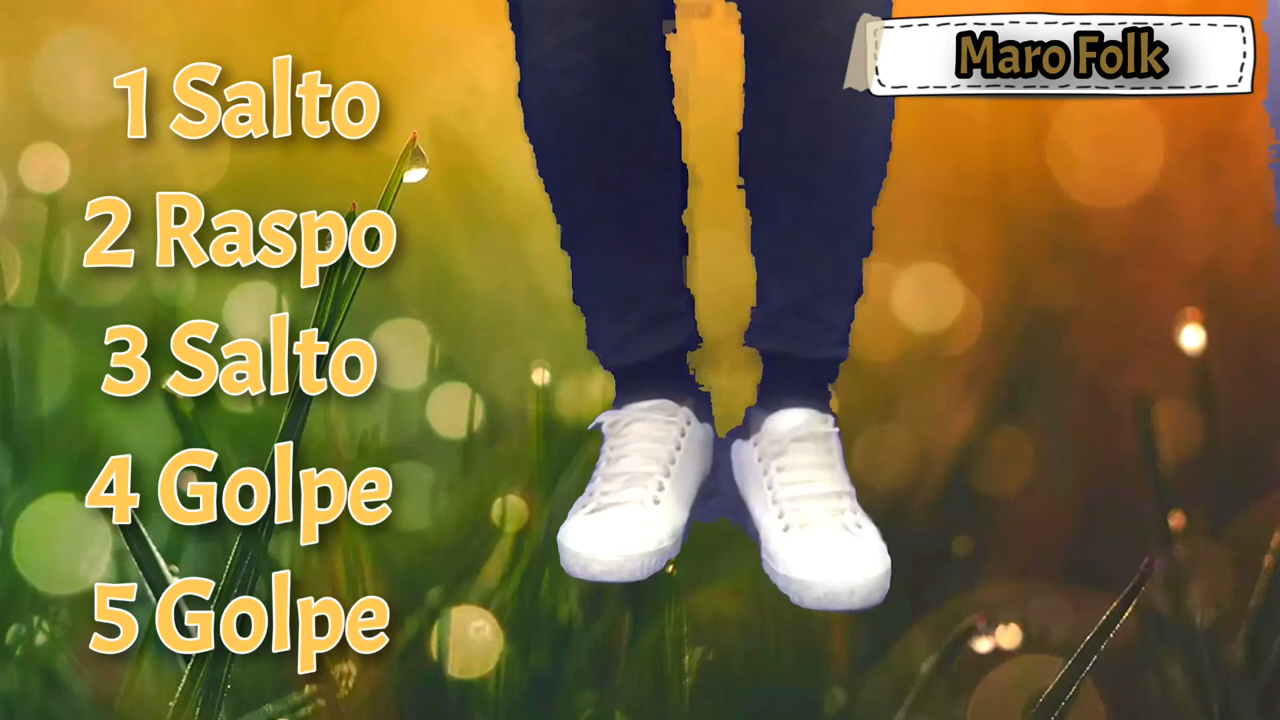 1 Salto
2 Raspo
3 Salto
4 Golpe
5 Golpe
Maro Folk